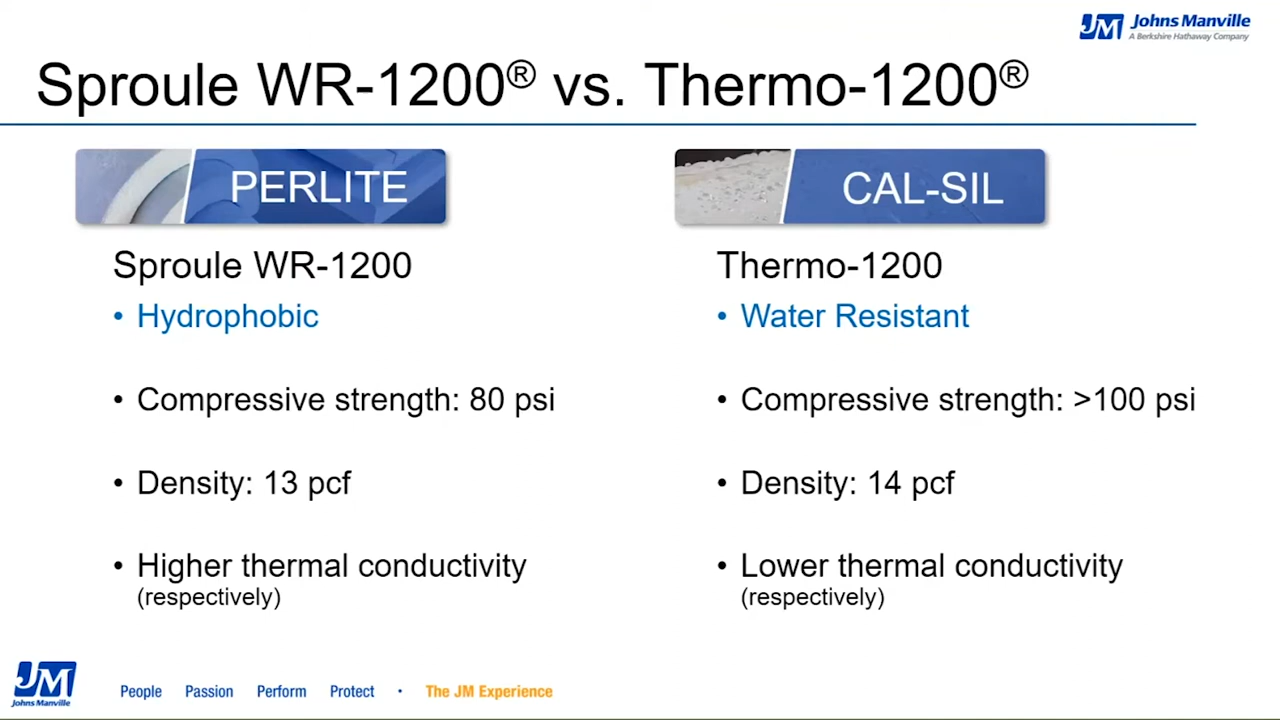 JM Johns Manville
A Berkshire Hathaway Company
Sproule WR-1200® vs. Thermo-1200®
PERLITE
Sproule WR-1200
• Hydrophobic
• Compressive strength: 80 psi
• Density: 13 pcf
• Higher thermal conductivity
(respectively)
CAL-SIL
Thermo-1200
• Water Resistant
• Compressive strength: >100 psi
• Density: 14 pcf
• Lower thermal conductivity
(respectively)
JM
Johns Manville
People Passion Perform Protect • The JM Experience